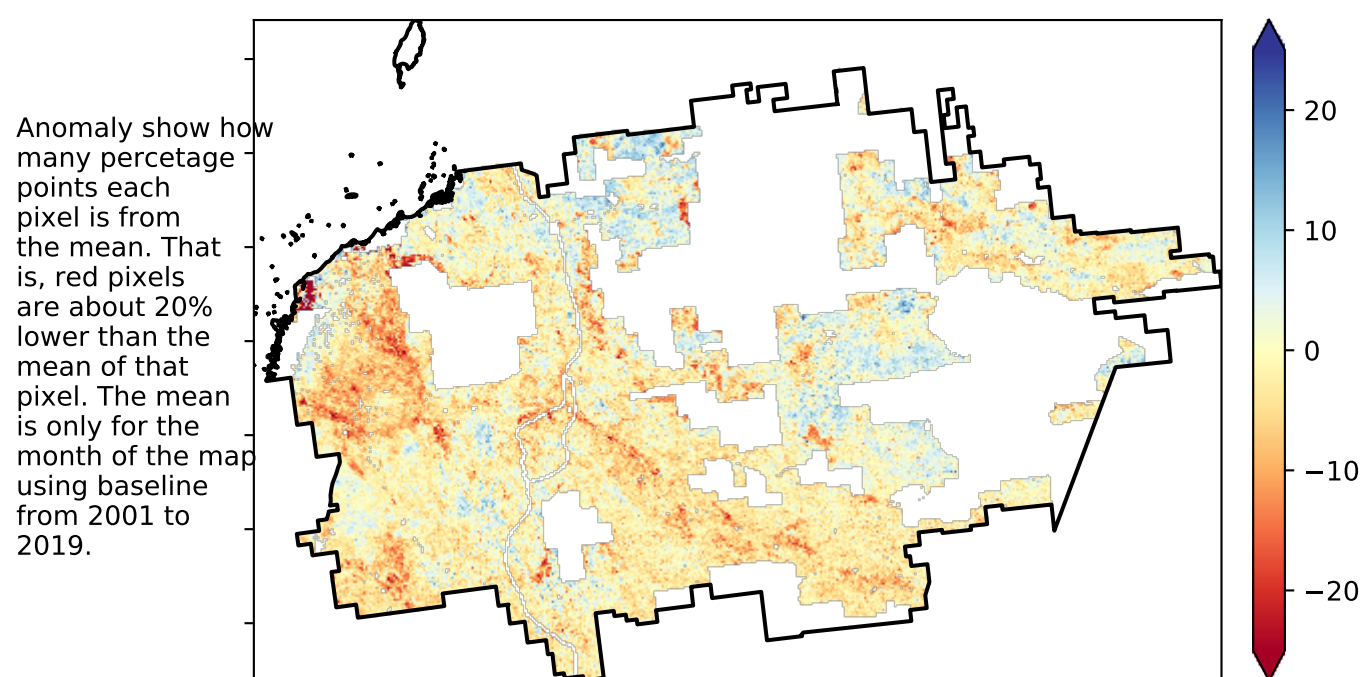 Anomaly show how
many percetage
points each
pixel is from
the mean. That
is, red pixels
are about 20%
lower than the
mean of that
pixel. The mean
is only for the
month of the map
using baseline
from 2001 to
2019.
20
10
0
−10
−20